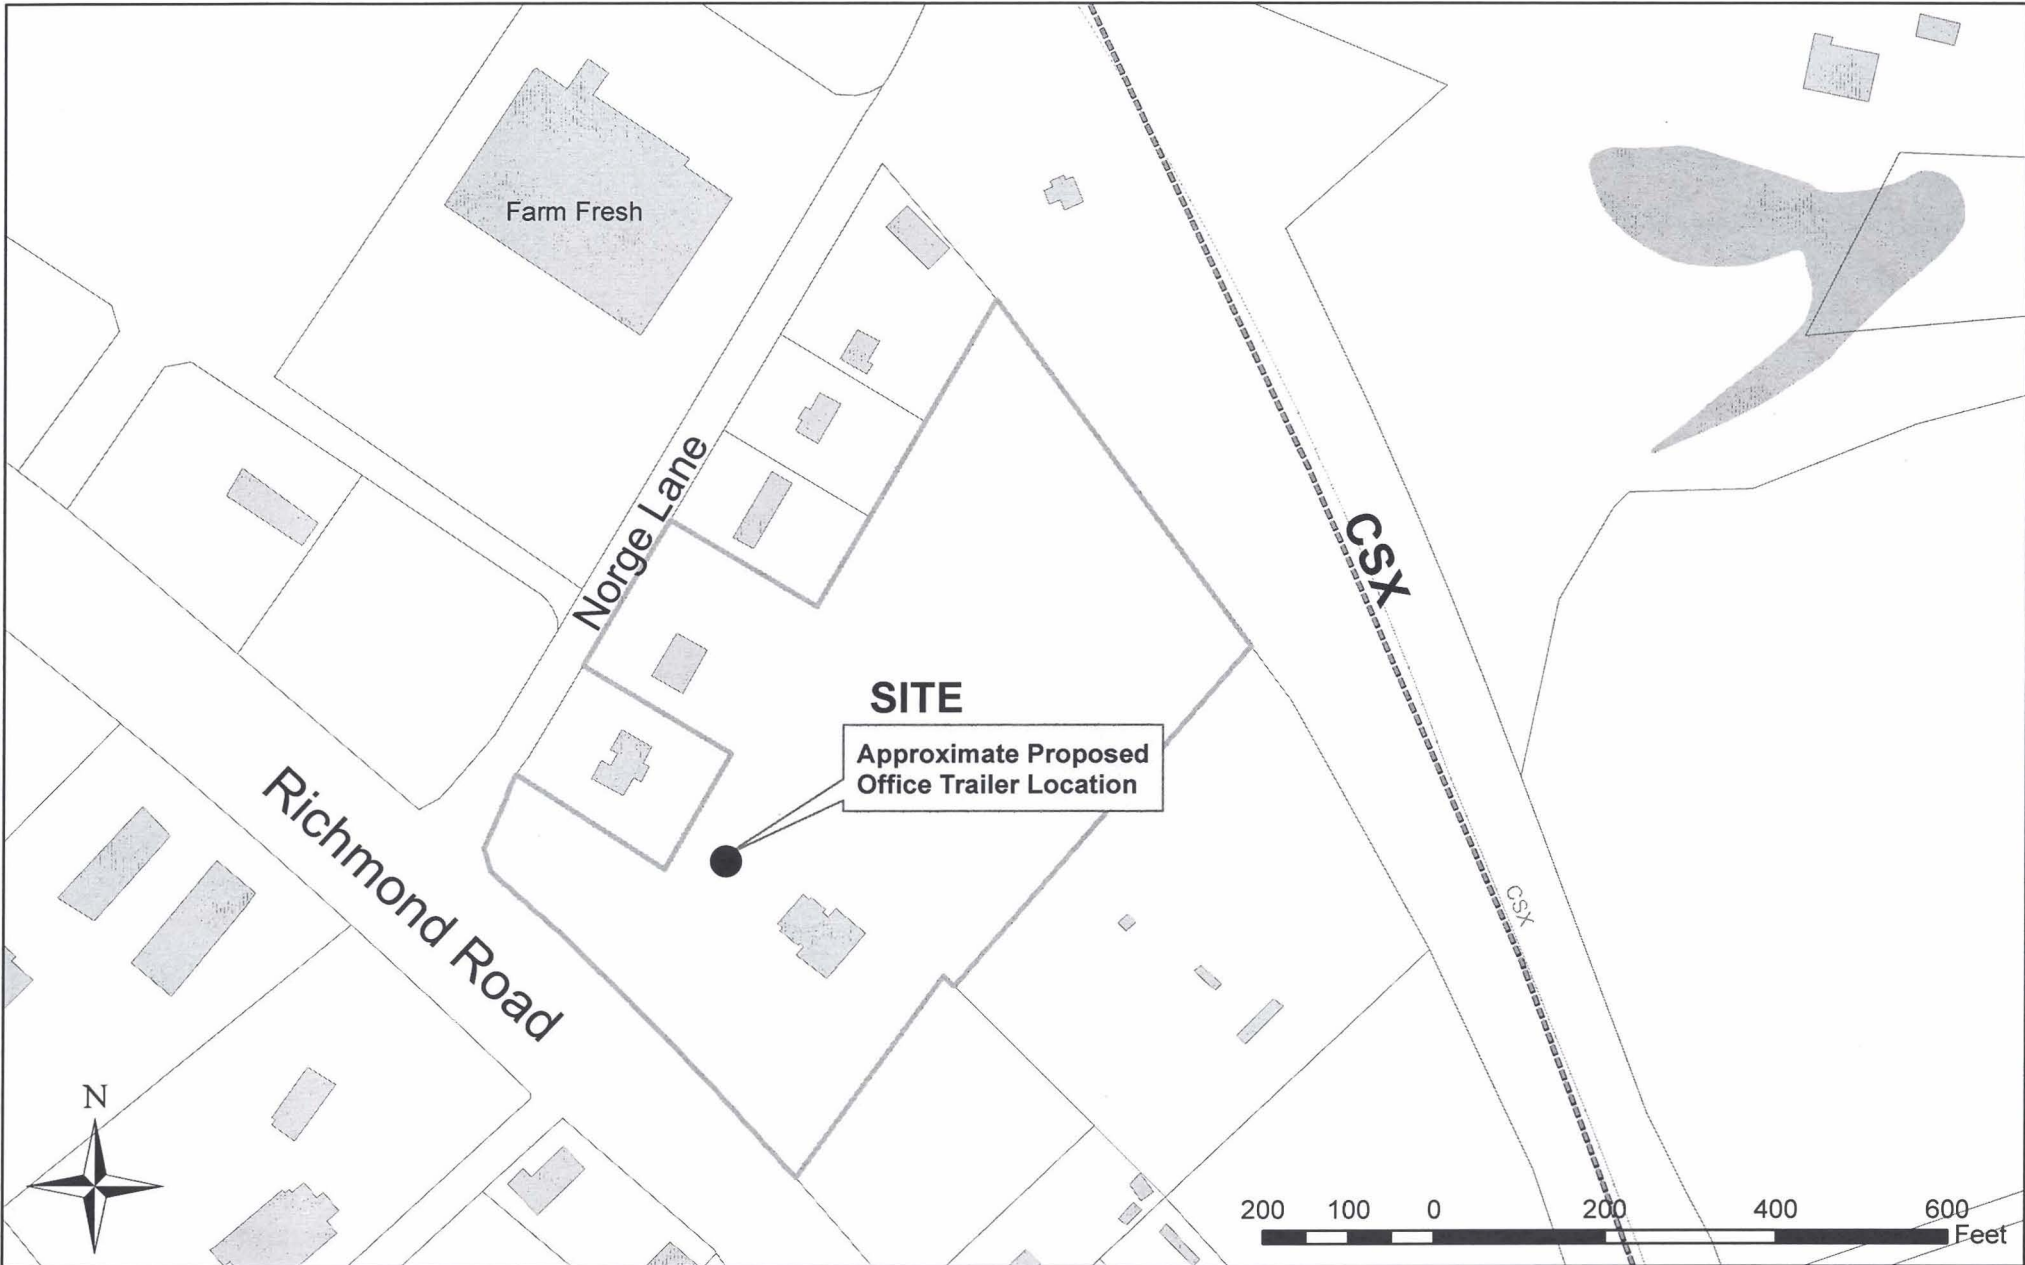 Farm Fresh
Norge Lane
CSX
SITE
Approximate Proposed
Office Trailer Location
Richmond Road
CSX
N
200 100 0 200 400 600
Feet